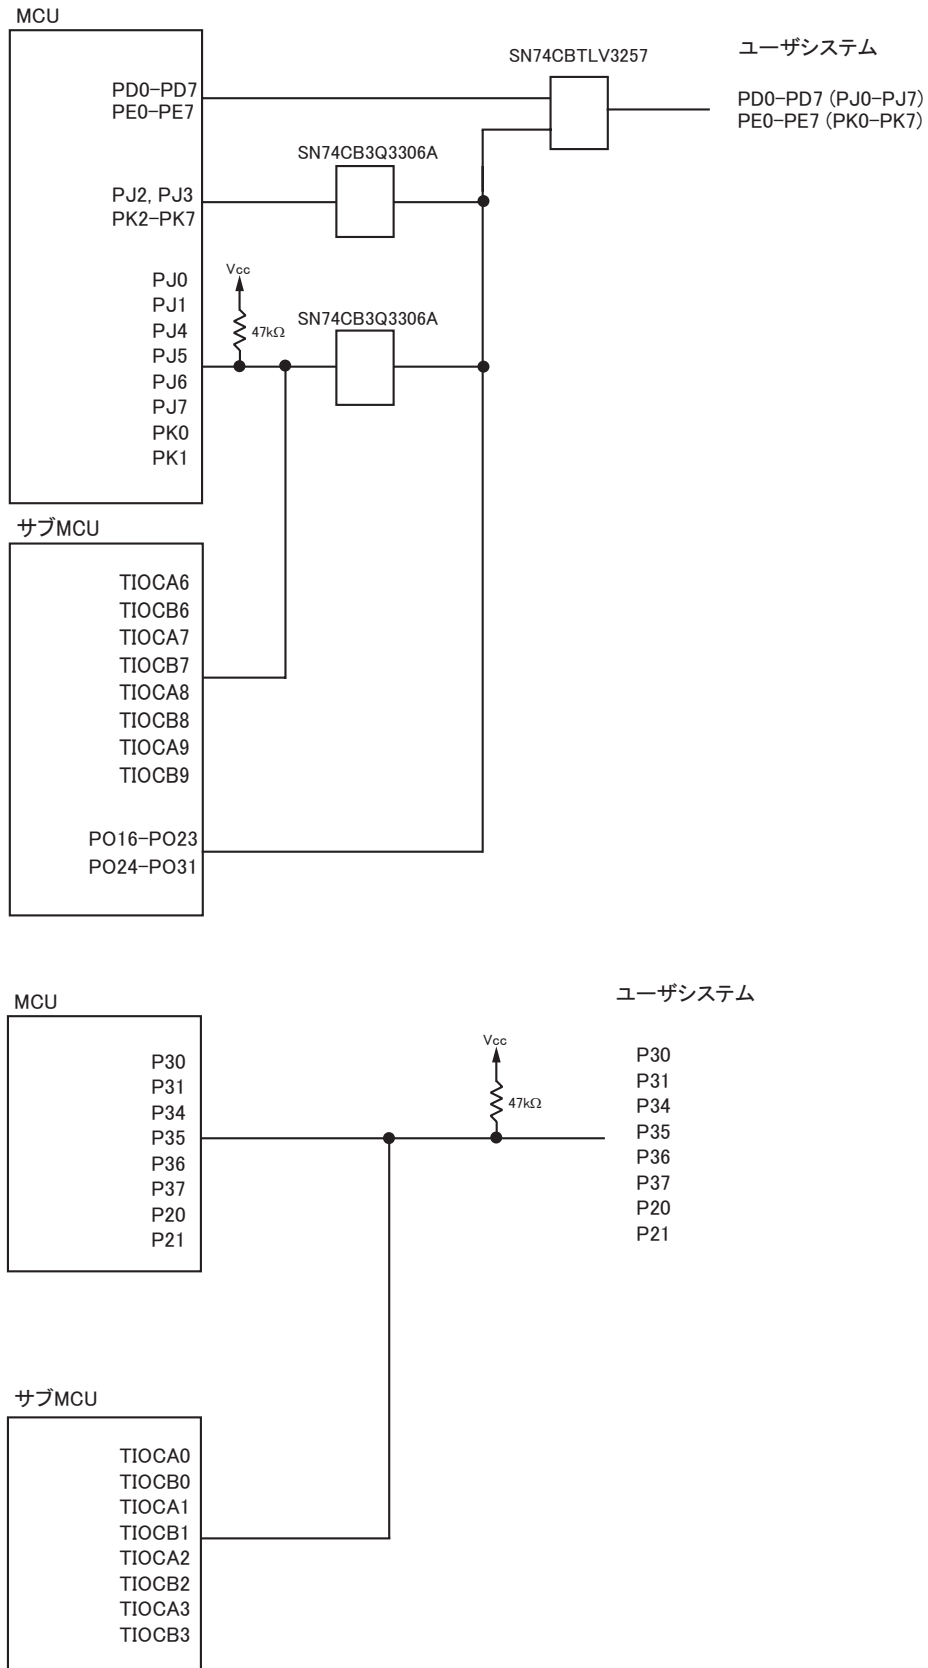 MCU
SN74CBTLV3257
ユーザシステム
PD0-PD7
PE0-PE7
PD0-PD7 (PJ0-PJ7)
PE0-PE7 (PK0-PK7)
SN74CB3Q3306A
PJ2, PJ3
PK2-PK7
PJ0
PJ1
PJ4
PJ5
PJ6
PJ7
PK0
PK1
Vcc
47kΩ
SN74CB3Q3306A
サブMCU
TIOCA6
TIOCB6
TIOCA7
TIOCB7
TIOCA8
TIOCB8
TIOCA9
TIOCB9
PO16-PO23
PO24-PO31
MCU
ユーザシステム
P30
P31
P34
P35
P36
P37
P20
P21
Vcc
47kΩ
P30
P31
P34
P35
P36
P37
P20
P21
サブMCU
TIOCA0
TIOCB0
TIOCA1
TIOCB1
TIOCA2
TIOCB2
TIOCA3
TIOCB3